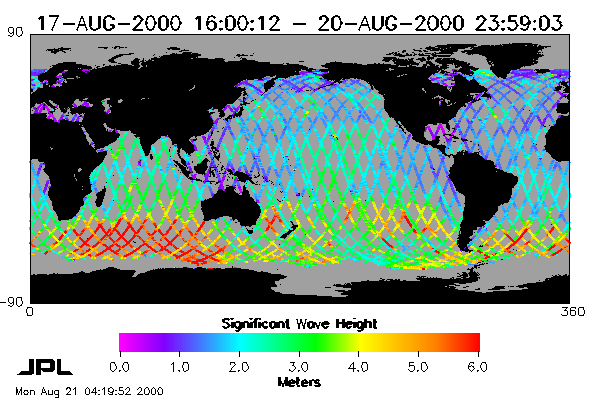 17-AUG-2000 16:00:12 – 20-AUG-2000 23:59:03
90
-90
0 360
Significant Wave Height
0.0 1.0 2.0 3.0 4.0 5.0 6.0
Meters
JPL
Mon Aug 21 04:19:52 2000